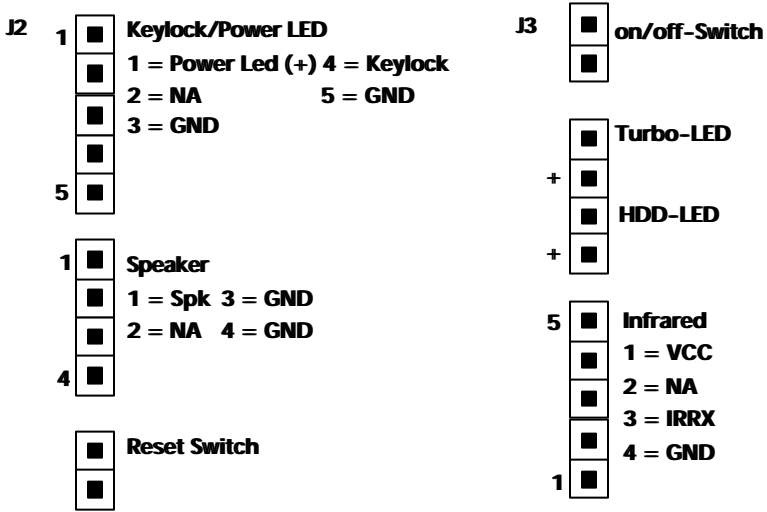 J2
1
Keylock/Power LED
1 = Power Led (+) 4 = Keylock
2 = NA 5 = GND
3 = GND
5
1
Speaker
1 = Spk 3 = GND
2 = NA 4 = GND
4
Reset Switch
J3
on/off-Switch
Turbo-LED
+
HDD-LED
+
5
Infrared
1 = VCC
2 = NA
3 = IRRX
4 = GND
1